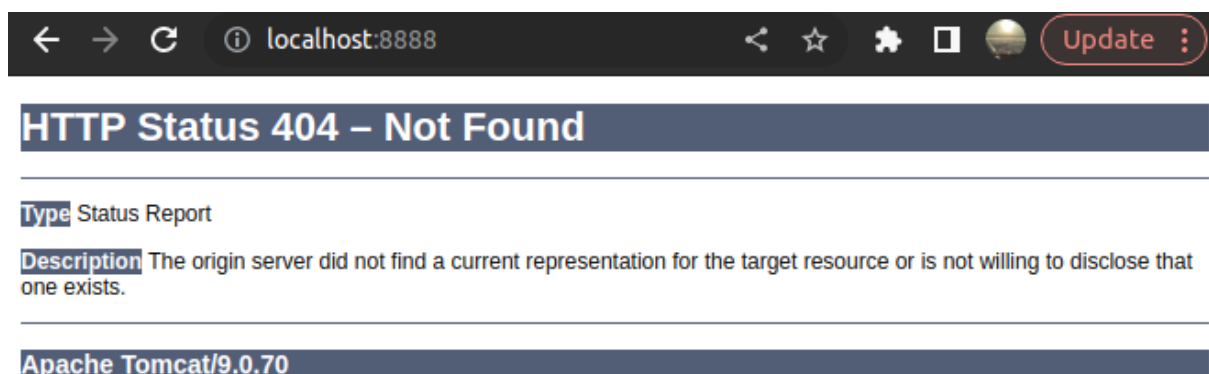 localhost:8888
Update
HTTP Status 404 – Not Found
Type Status Report
Description The origin server did not find a current representation for the target resource or is not willing to disclose that
one exists.
Apache Tomcat/9.0.70